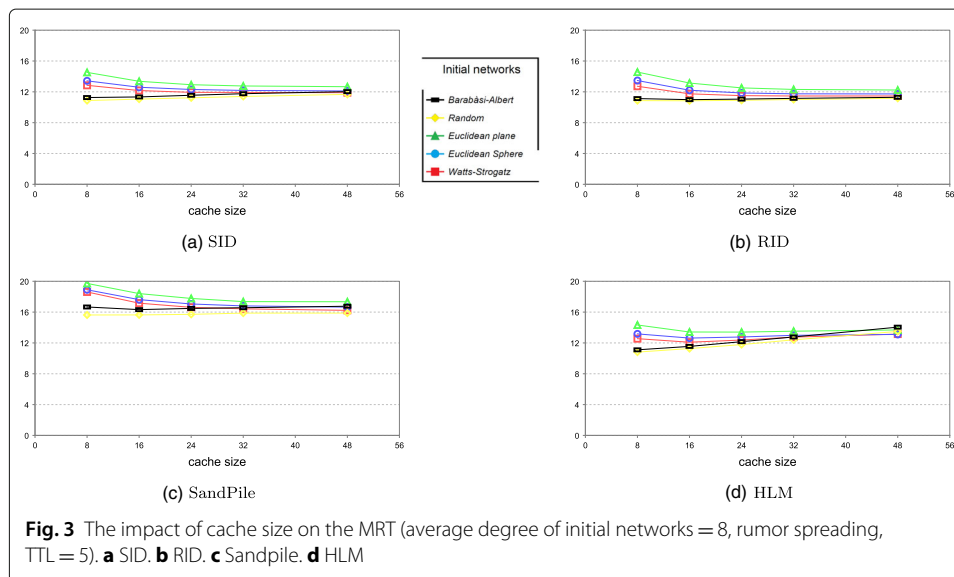 20
16
12
8
4
0
0 8 16 24 32 40 48 56
cache size
(a) SID
Initial networks
Barabàsi-Albert
Random
Euclidean plane
Euclidean Sphere
Watts-Strogatz
20
16
12
8
4
0
0 8 16 24 32 40 48 56
cache size
(b) RID
20
16
12
8
4
0
0 8 16 24 32 40 48 56
cache size
(c) SandPile
20
16
12
8
4
0
0 8 16 24 32 40 48 56
cache size
(d) HLM
Fig. 3 The impact of cache size on the MRT (average degree of initial networks = 8, rumor spreading,
TTL = 5). a SID. b RID. c Sandpile. d HLM